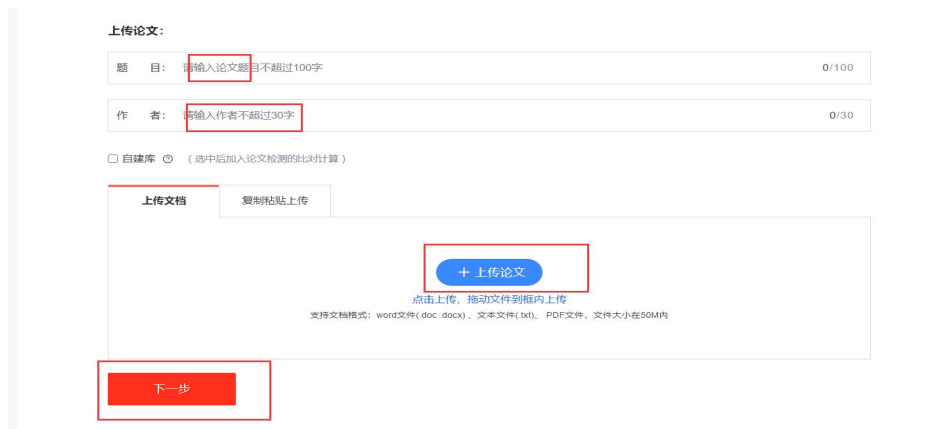 上传论文：
题 目： 请输入论文题目不超过100字 0/100
作 者： 请输入作者不超过30字 0/30
自建库 ? （选中后加入论文检测的比对计算）
上传文档 复制粘贴上传
＋ 上传论文
点击上传，拖动文件到框内上传
支持文档格式：word文件(.doc .docx) 、文本文件(.txt)、 PDF文件，文件大小在50M内
下一步